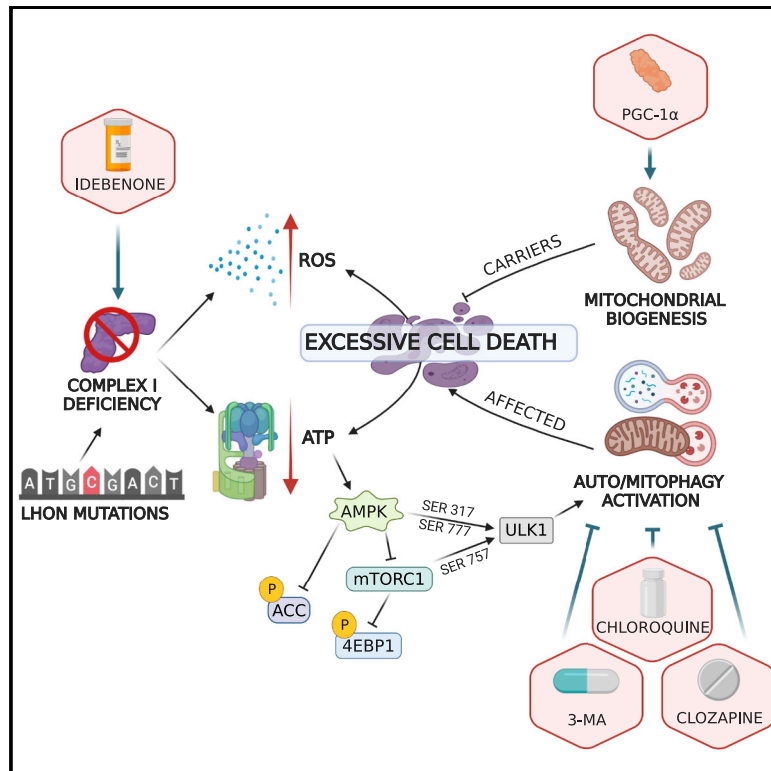 PGC-1α
IDEBENONE
ROS
CARRIERS
MITOCHONDRIAL
BIOGENESIS
EXCESSIVE CELL DEATH
COMPLEX I
DEFICIENCY
AFFECTED
ATP
ATGCGACT
LHON MUTATIONS
AUTO/MITOPHAGY
ACTIVATION
AMPK
SER 317
SER 777
ULK1
SER 757
mTORC1
P
ACC
P
4EBP1
CHLOROQUINE
3-MA
CLOZAPINE